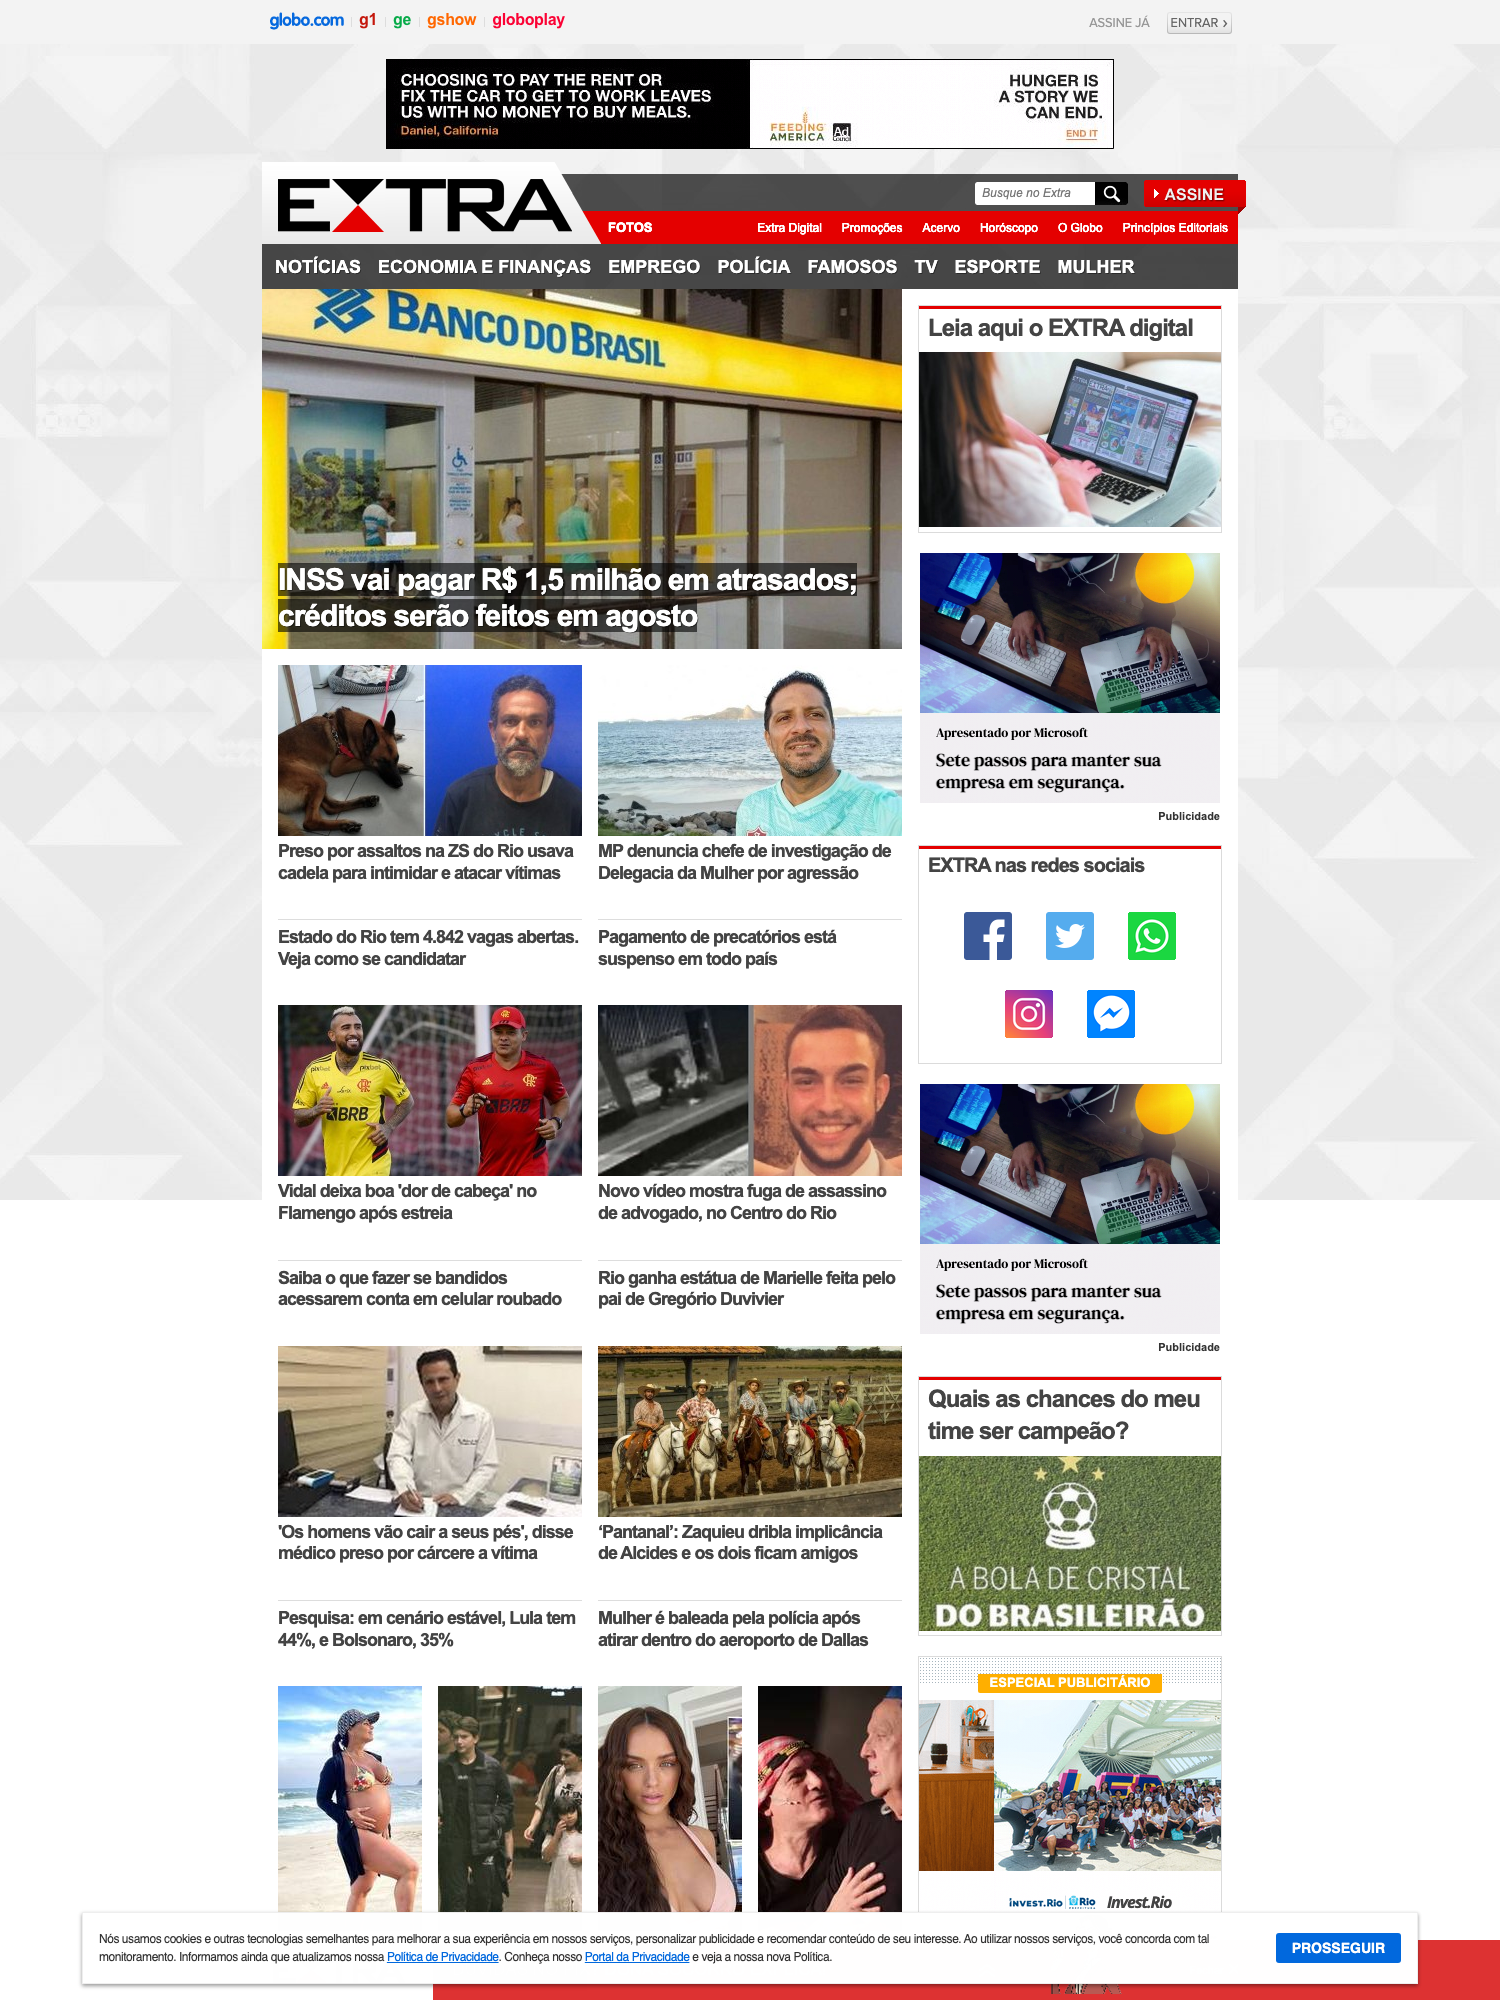 globo.com
g1
ge
gshow
globoplay
ASSINE JÁ
ENTRAR
CHOOSING TO PAY THE RENT OR
FIX THE CAR TO GET TO WORK LEAVES
US WITH NO MONEY TO BUY MEALS.
Daniel, California
FEEDING
AMERICA
Ad
Council
HUNGER IS
A STORY WE
CAN END.
END IT
EXTRA
Busque no Extra
ASSINE
FOTOS
Extra Digital
Promoções
Acervo
Horóscopo
O Globo
Princípios Editoriais
NOTÍCIAS
ECONOMIA E FINANÇAS
EMPREGO
POLÍCIA
FAMOSOS
TV
ESPORTE
MULHER
BANCO DO BRASIL
INSS vai pagar R$ 1,5 milhão em atrasados;
créditos serão feitos em agosto
Preso por assaltos na ZS do Rio usava
cadela para intimidar e atacar vítimas
MP denuncia chefe de investigação de
Delegacia da Mulher por agressão
Estado do Rio tem 4.842 vagas abertas.
Veja como se candidatar
Pagamento de precatórios está
suspenso em todo país
pixbet
pixbet
BRB
BRB
Vidal deixa boa 'dor de cabeça' no
Flamengo após estreia
Novo vídeo mostra fuga de assassino
de advogado, no Centro do Rio
Saiba o que fazer se bandidos
acessarem conta em celular roubado
Rio ganha estátua de Marielle feita pelo
pai de Gregório Duvivier
'Os homens vão cair a seus pés', disse
médico preso por cárcere a vítima
‘Pantanal’: Zaquieu dribla implicância
de Alcides e os dois ficam amigos
Pesquisa: em cenário estável, Lula tem
44%, e Bolsonaro, 35%
Mulher é baleada pela polícia após
atirar dentro do aeroporto de Dallas
Leia aqui o EXTRA digital
Apresentado por Microsoft
Sete passos para manter sua
empresa em segurança.
Publicidade
EXTRA nas redes sociais
Apresentado por Microsoft
Sete passos para manter sua
empresa em segurança.
Publicidade
Quais as chances do meu
time ser campeão?
A BOLA DE CRISTAL
DO BRASILEIRÃO
ESPECIAL PUBLICITÁRIO
INVEST.Rio
Rio
Invest.Rio
Nós usamos cookies e outras tecnologias semelhantes para melhorar a sua experiência em nossos serviços, personalizar publicidade e recomendar conteúdo de seu interesse. Ao utilizar nossos serviços, você concorda com tal
monitoramento. Informamos ainda que atualizamos nossa Política de Privacidade. Conheça nosso Portal da Privacidade e veja a nossa nova Política.
PROSSEGUIR